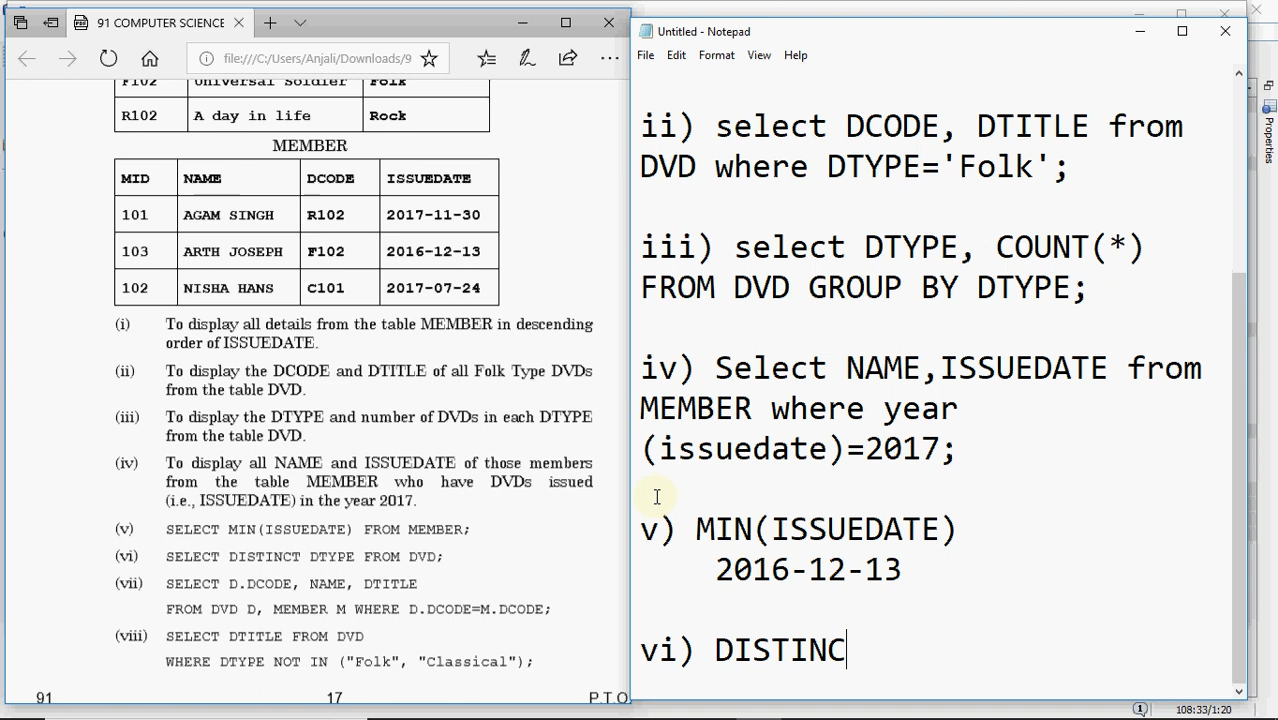 91 COMPUTER SCIENCE
file:///C:/Users/Anjali/Downloads/9
F102 Universal Soldier Folk
R102 A day in life Rock
MEMBER
MID NAME DCODE ISSUEDATE
101 AGAM SINGH R102 2017-11-30
103 ARTH JOSEPH F102 2016-12-13
102 NISHA HANS C101 2017-07-24
(i) To display all details from the table MEMBER in descending
order of ISSUEDATE.
(ii) To display the DCODE and DTITLE of all Folk Type DVDs
from the table DVD.
(iii) To display the DTYPE and number of DVDs in each DTYPE
from the table DVD.
(iv) To display all NAME and ISSUEDATE of those members
from the table MEMBER who have DVDs issued
(i.e., ISSUEDATE) in the year 2017.
(v) SELECT MIN(ISSUEDATE) FROM MEMBER;
(vi) SELECT DISTINCT DTYPE FROM DVD;
(vii) SELECT D.DCODE, NAME, DTITLE
FROM DVD D, MEMBER M WHERE D.DCODE=M.DCODE;
(viii) SELECT DTITLE FROM DVD
WHERE DTYPE NOT IN ("Folk", "Classical");
91 17 P.T.O
Untitled - Notepad
File Edit Format View Help
ii) select DCODE, DTITLE from
DVD where DTYPE='Folk';
iii) select DTYPE, COUNT(*)
FROM DVD GROUP BY DTYPE;
iv) Select NAME,ISSUEDATE from
MEMBER where year
(issuedate)=2017;
v) MIN(ISSUEDATE)
2016-12-13
vi) DISTINC
Properties
108:33/1:20